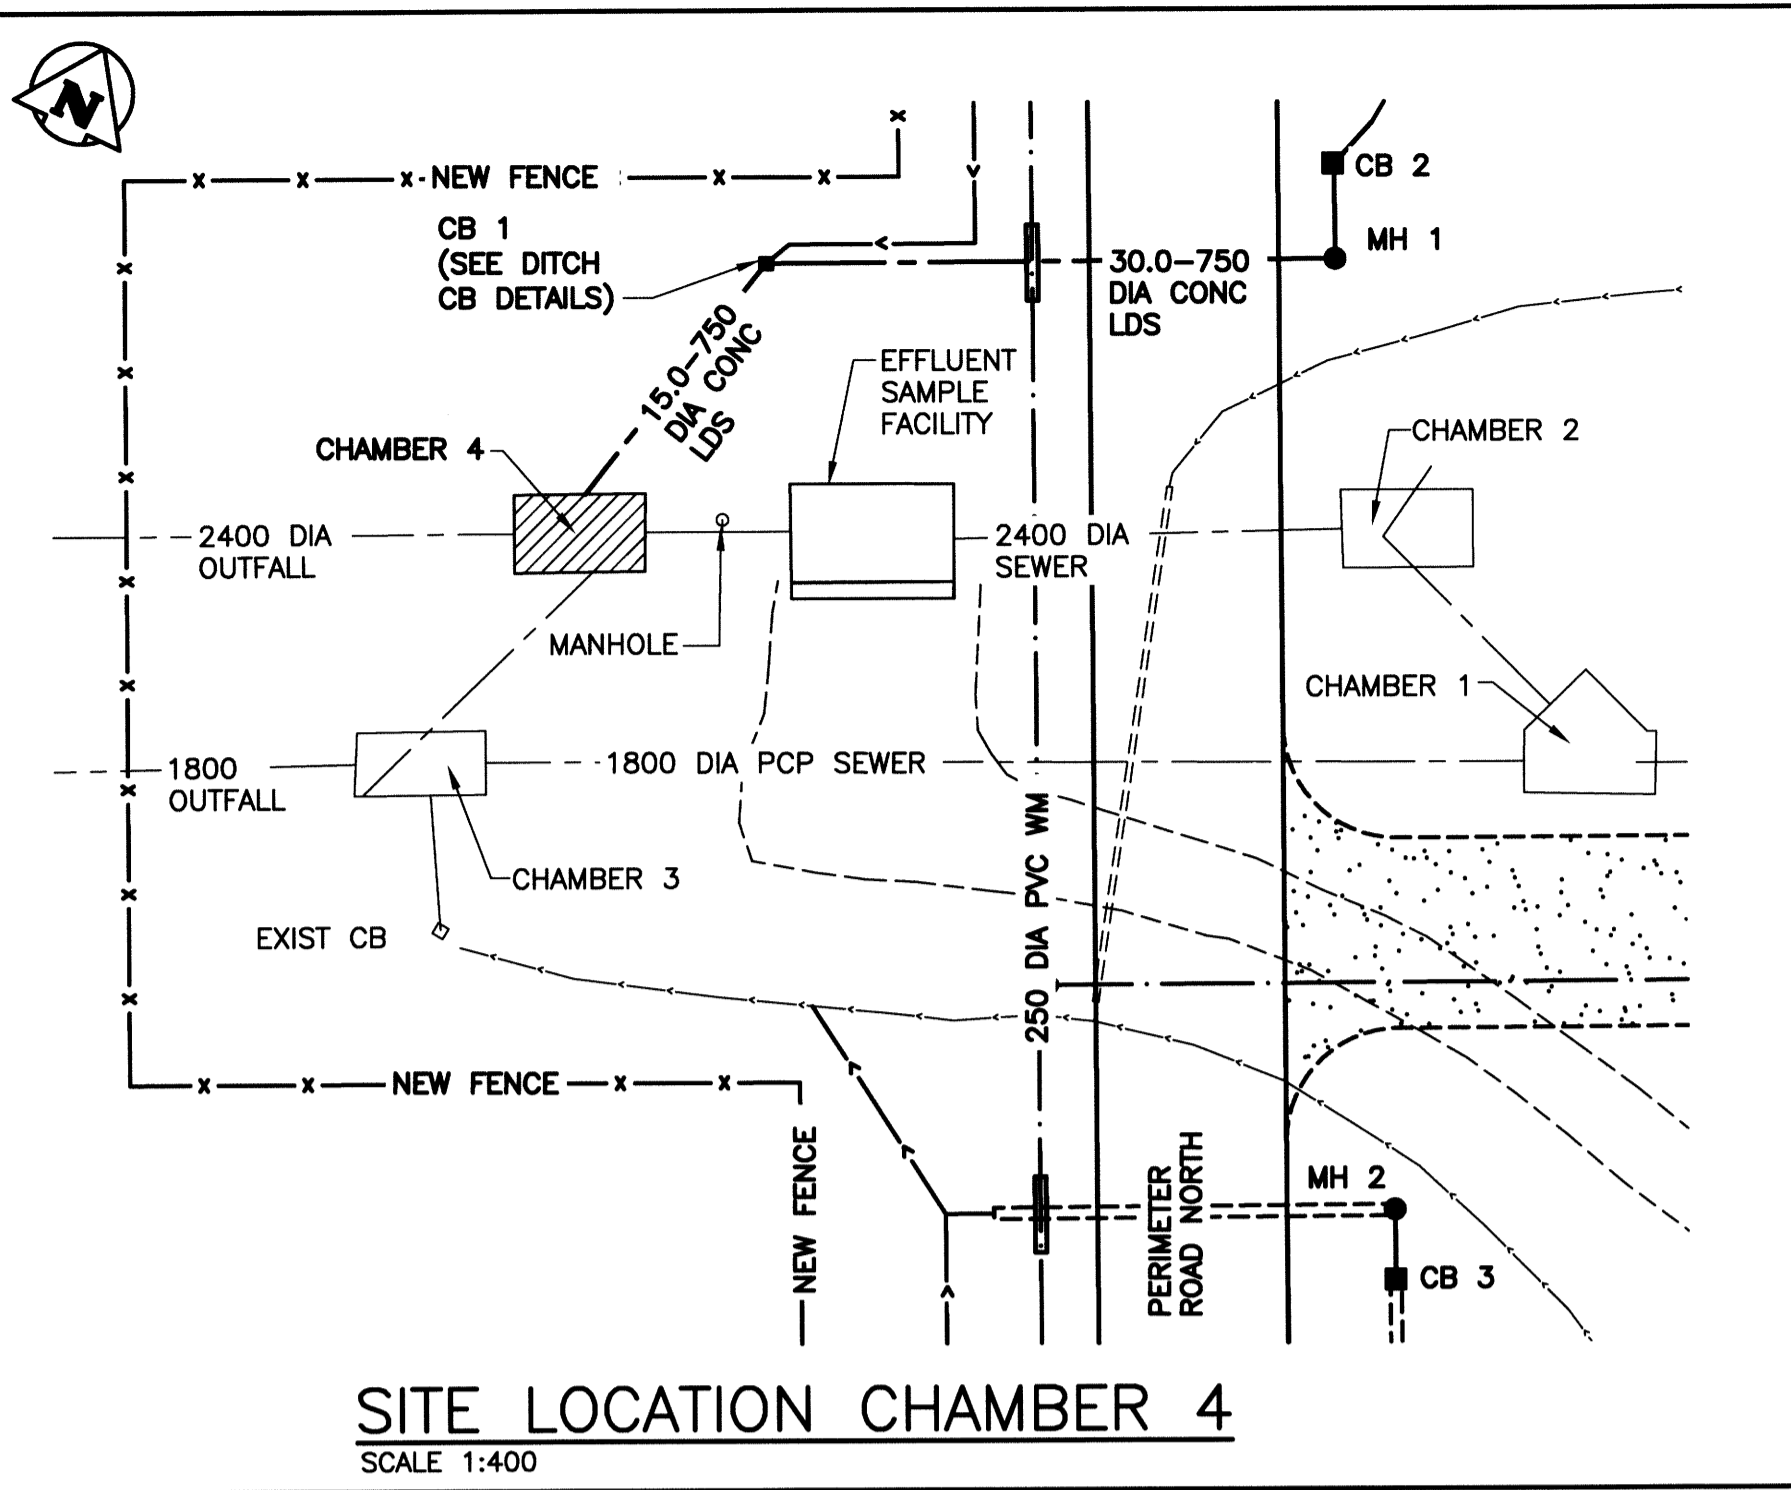 N
NEW FENCE
CB 2
CB 1
(SEE DITCH
CB DETAILS)
MH 1
30.0-750
DIA CONC
LDS
15.0-750
DIA CONC
LDS
EFFLUENT
SAMPLE
FACILITY
CHAMBER 4
CHAMBER 2
2400 DIA
OUTFALL
2400 DIA
SEWER
MANHOLE
CHAMBER 1
1800
OUTFALL
1800 DIA PCP SEWER
CHAMBER 3
250 DIA PVC WM
EXIST CB
NEW FENCE
NEW FENCE
PERIMETER
ROAD NORTH
MH 2
CB 3
SITE LOCATION CHAMBER 4
SCALE 1:400